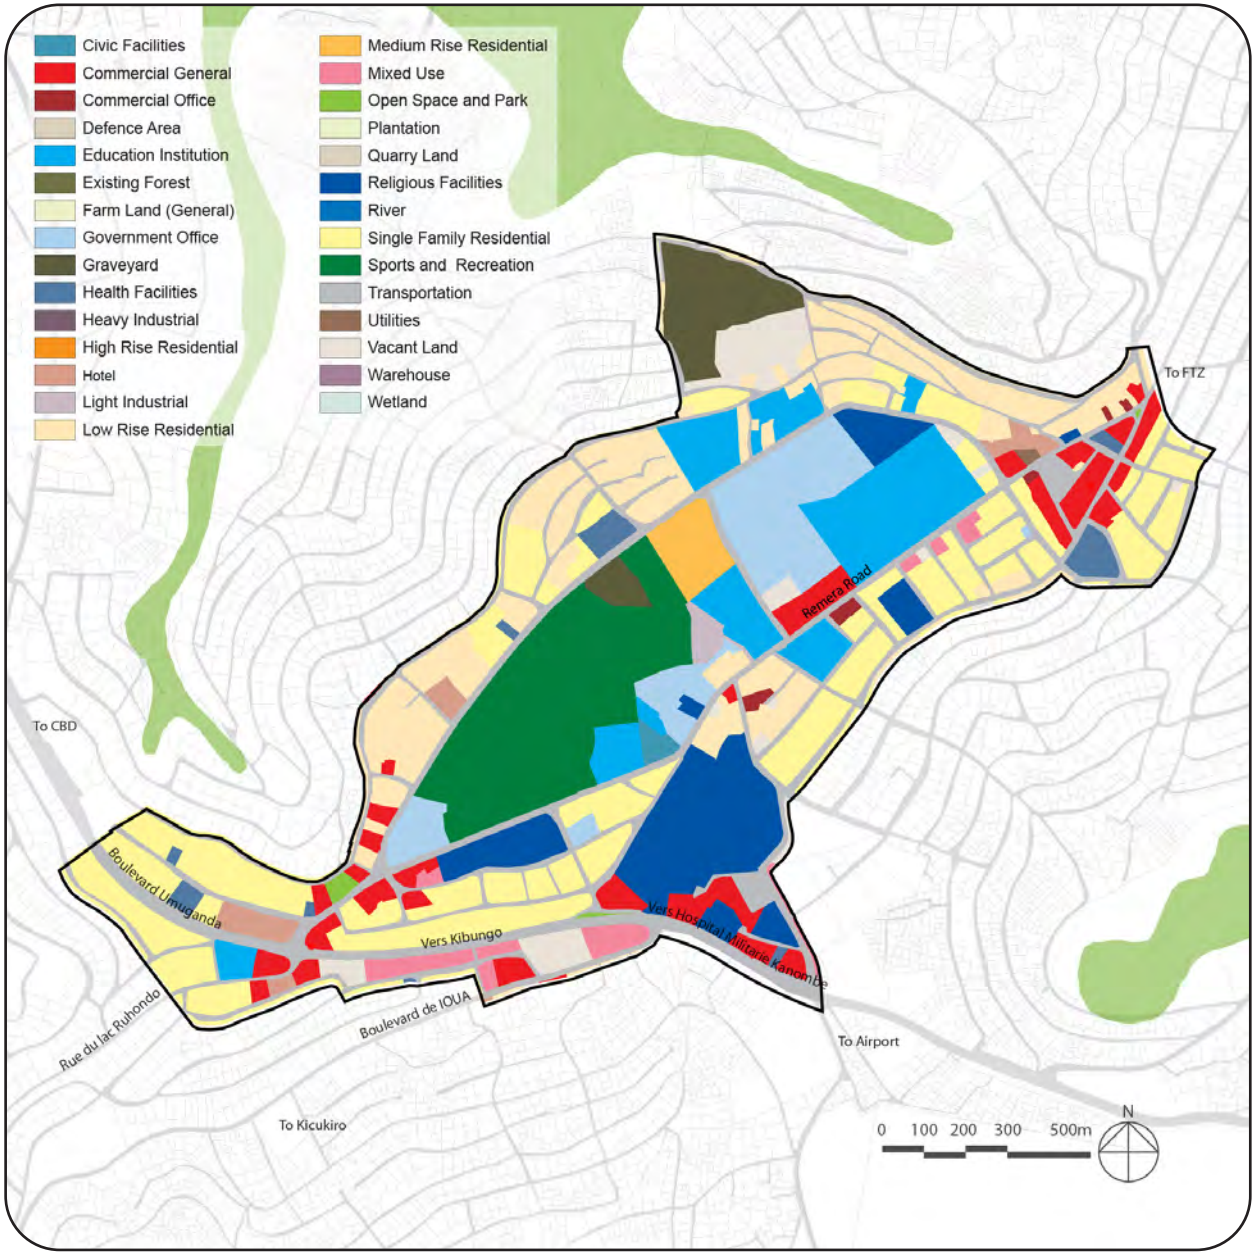 Civic Facilities
Commercial General
Commercial Office
Defence Area
Education Institution
Existing Forest
Farm Land (General)
Government Office
Graveyard
Health Facilities
Heavy Industrial
High Rise Residential
Hotel
Light Industrial
Low Rise Residential
Medium Rise Residential
Mixed Use
Open Space and Park
Plantation
Quarry Land
Religious Facilities
River
Single Family Residential
Sports and Recreation
Transportation
Utilities
Vacant Land
Warehouse
Wetland
To FTZ
Remera Road
To CBD
Boulevard Umuganda
Vers Kibungo
Vers Hospital Militarie Kanombe
Rue du lac Ruhondo
Boulevard de IOUA
To Airport
To Kicukiro
0 100 200 300 500m
N